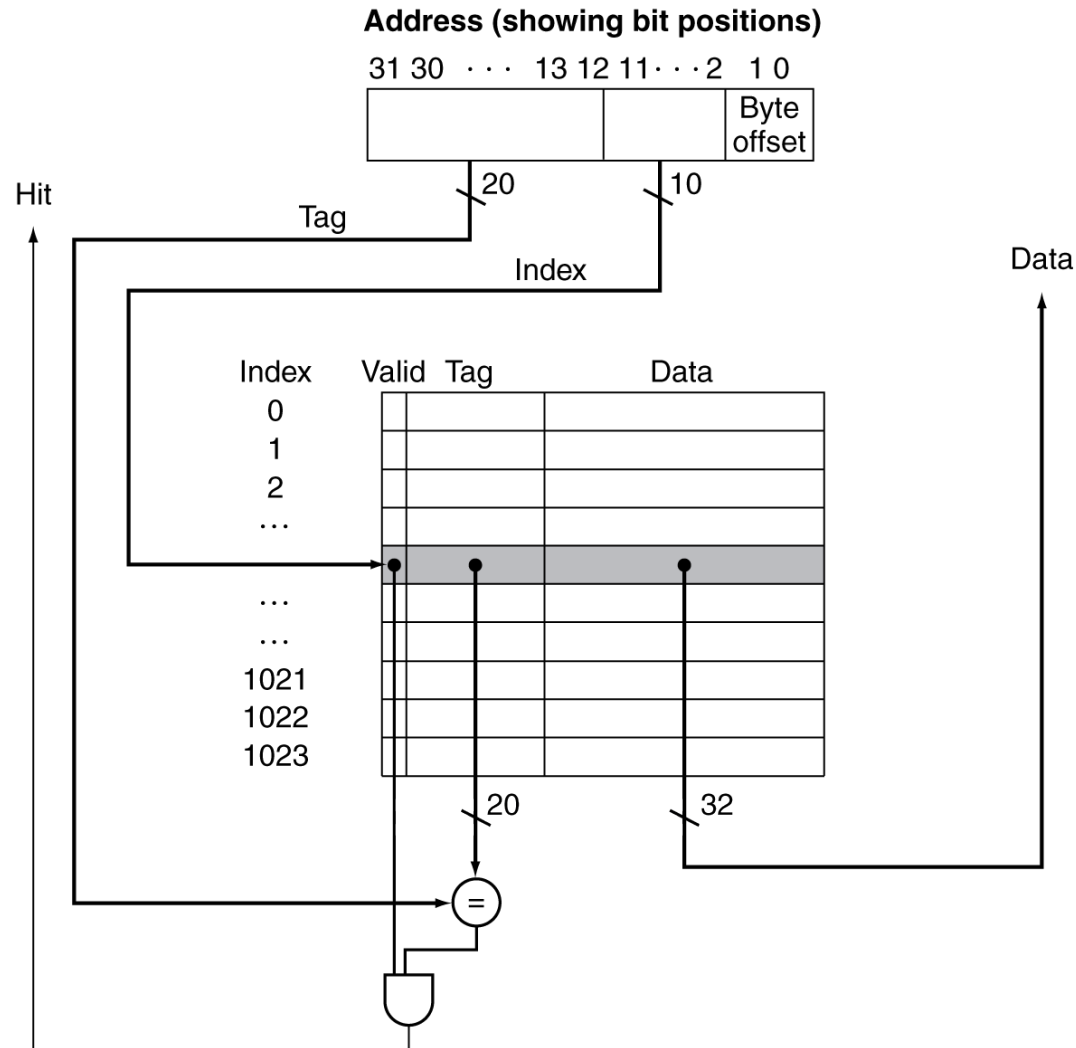 Address (showing bit positions)
31 30 · · · 13 12 11 · · · 2 1 0
Byte
offset
20 10
Hit
Tag
Data
Index
Index Valid Tag Data
0
1
2
···
···
···
1021
1022
1023
20 32
=